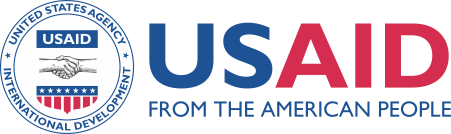 UNITED STATES AGENCY
USAID
INTERNATIONAL DEVELOPMENT
USAID
FROM THE AMERICAN PEOPLE